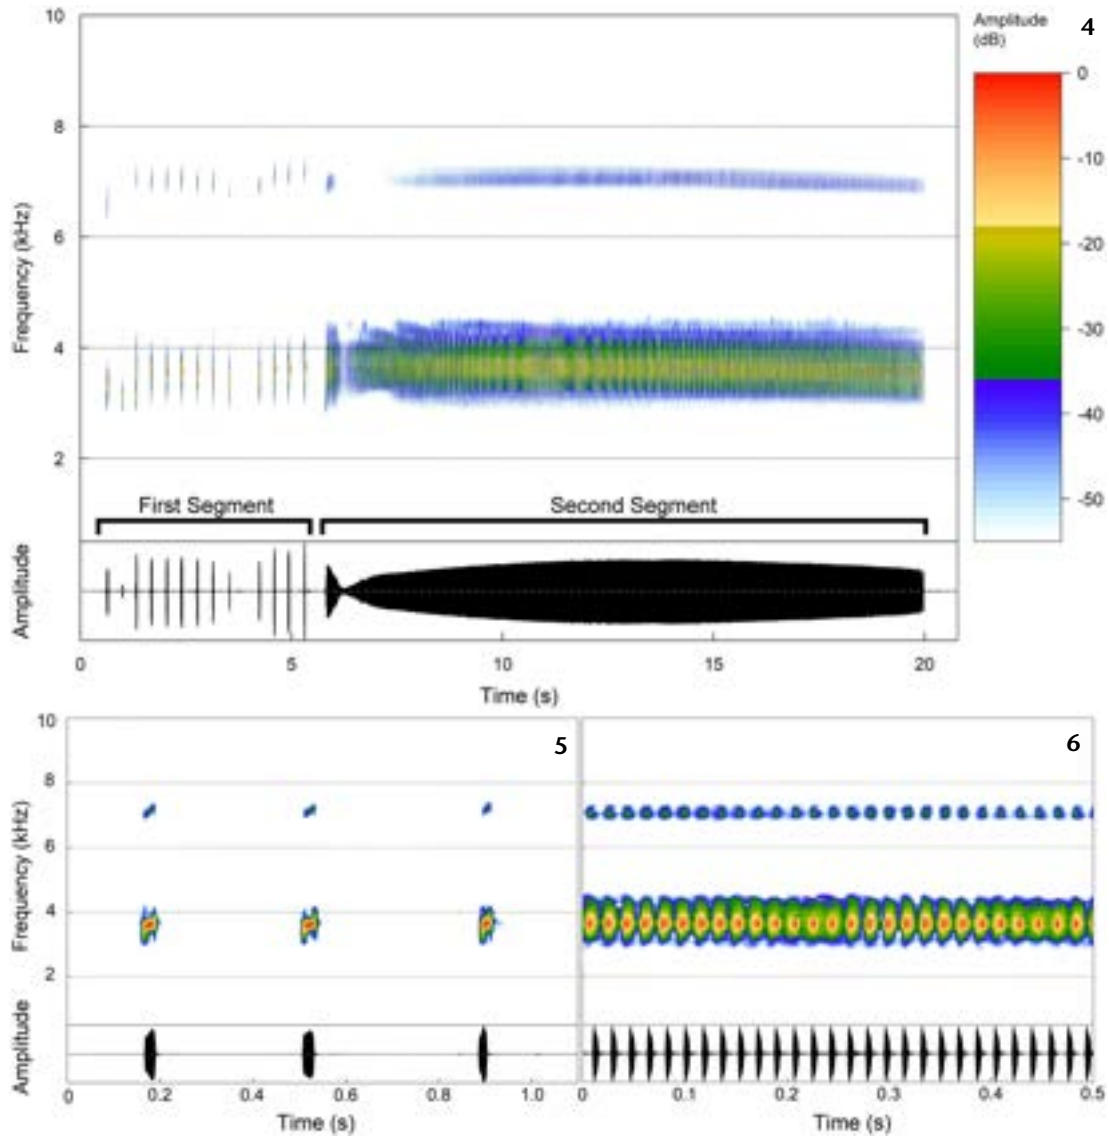 10
8
6
4
2
Frequency (kHz)
Amplitude
(dB)
4
0
-10
-20
-30
-40
-50
First Segment
Second Segment
Amplitude
0 5 10 15 20
Time (s)
10
8
6
4
2
Frequency (kHz)
Amplitude
5
0 0.2 0.4 0.6 0.8 1.0
Time (s)
6
0 0.1 0.2 0.3 0.4 0.5
Time (s)